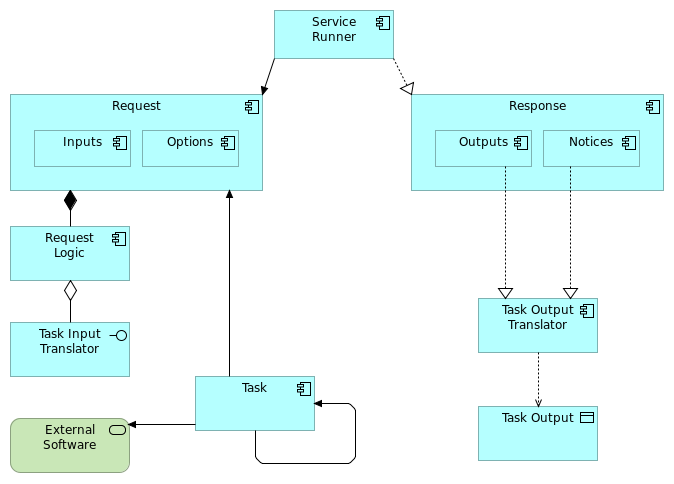 Service
Runner
Request
Inputs
Options
Response
Outputs
Notices
Request
Logic
Task Input
Translator
Task Output
Translator
Task
External
Software
Task Output